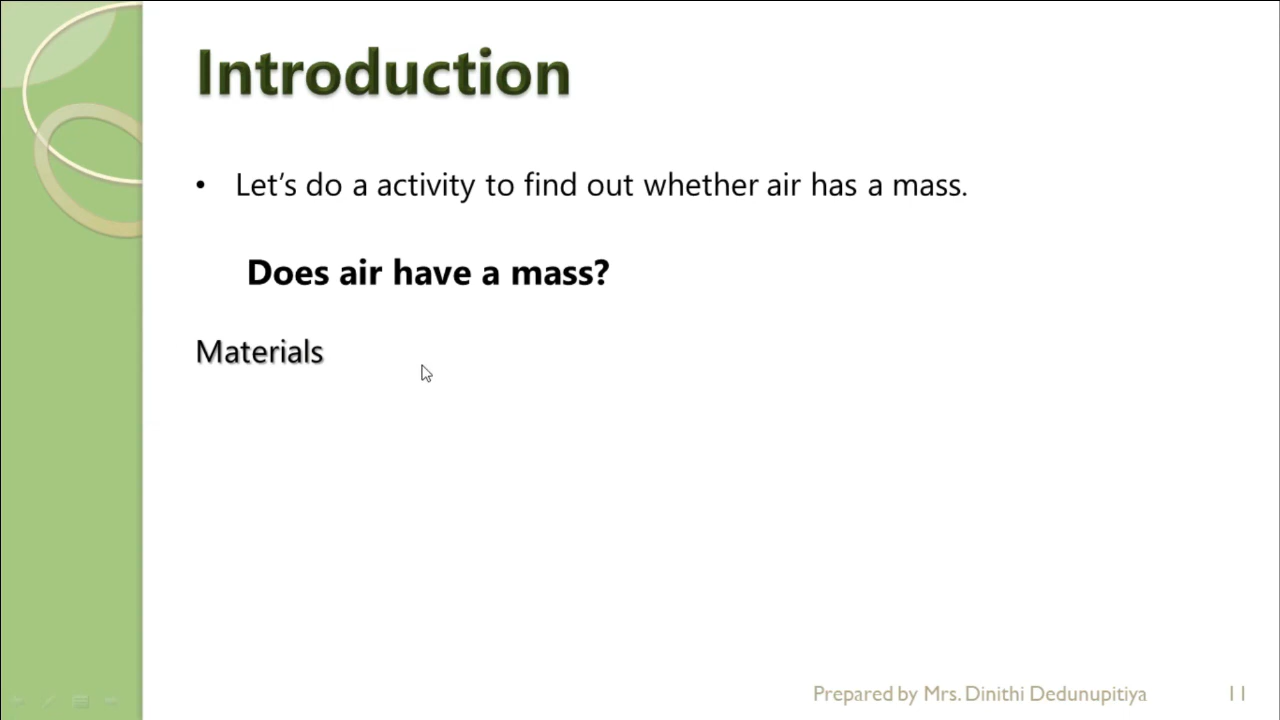 Introduction
• Let's do a activity to find out whether air has a mass.
Does air have a mass?
Materials
Prepared by Mrs. Dinithi Dedunupitiya 11